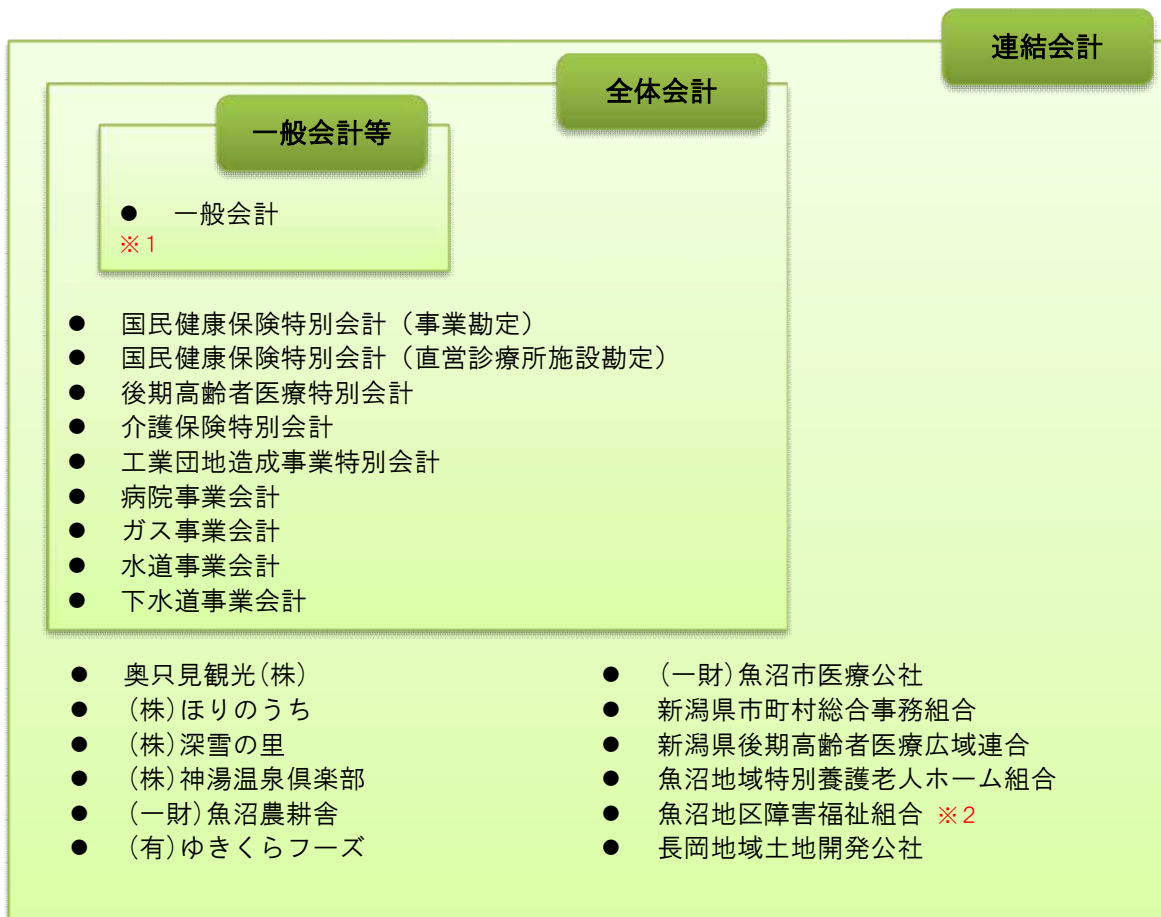 連結会計
全体会計
一般会計等
● 一般会計
※1
● 国民健康保険特別会計（事業勘定）
● 国民健康保険特別会計（直営診療所施設勘定）
● 後期高齢者医療特別会計
● 介護保険特別会計
● 工業団地造成事業特別会計
● 病院事業会計
● ガス事業会計
● 水道事業会計
● 下水道事業会計
● 奥只見観光(株)
● (株)ほりのうち
● (株)深雪の里
● (株)神湯温泉倶楽部
● (一財)魚沼農耕舎
● (有)ゆきくらフーズ
● (一財)魚沼市医療公社
● 新潟県市町村総合事務組合
● 新潟県後期高齢者医療広域連合
● 魚沼地域特別養護老人ホーム組合
● 魚沼地区障害福祉組合 ※2
● 長岡地域土地開発公社